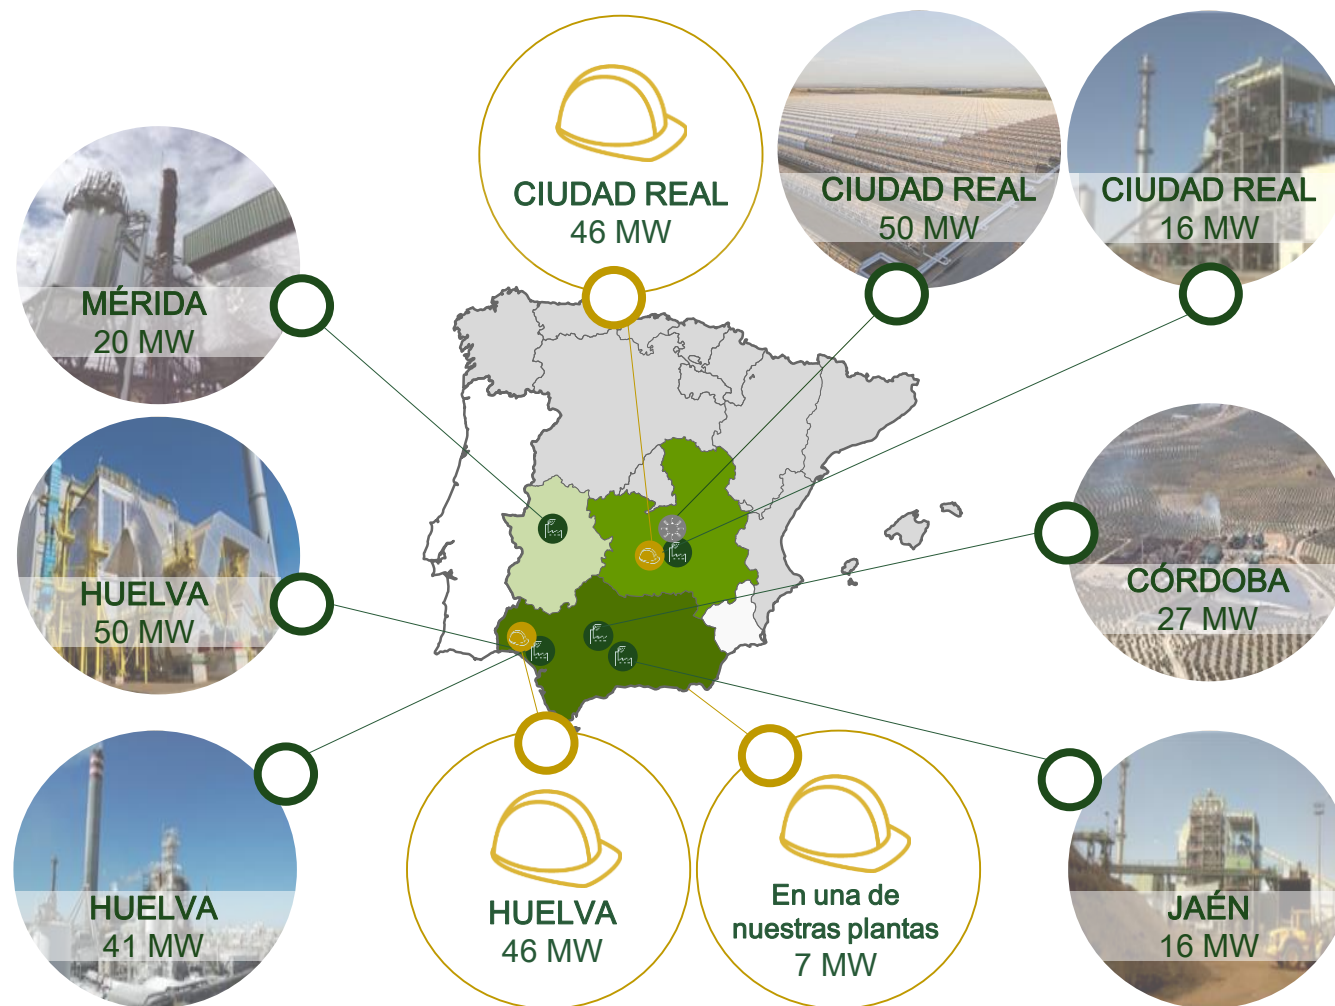 CIUDAD REAL
46 MW
CIUDAD REAL
50 MW
CIUDAD REAL
16 MW
MÉRIDA
20 MW
HUELVA
50 MW
CÓRDOBA
27 MW
HUELVA
41 MW
HUELVA
46 MW
En una de
nuestras plantas
7 MW
JAÉN
16 MW